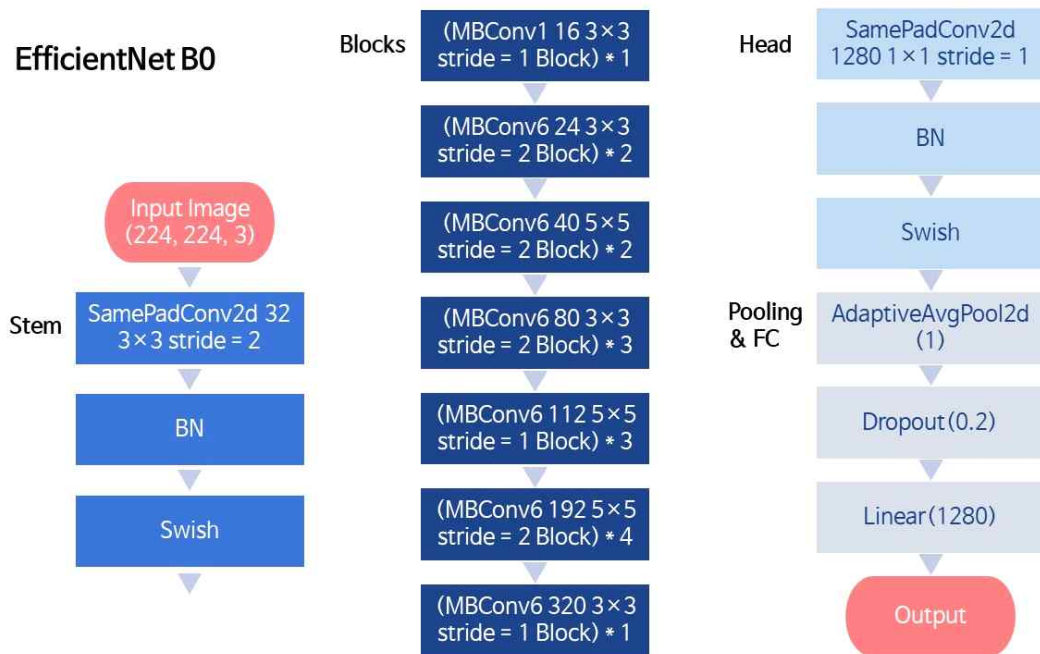 EfficientNet B0
Input Image
(224, 224, 3)
Stem
SamePadConv2d 32
3×3 stride = 2
BN
Swish
Blocks
(MBConv1 16 3×3
stride = 1 Block) * 1
(MBConv6 24 3×3
stride = 2 Block) * 2
(MBConv6 40 5×5
stride = 2 Block) * 2
(MBConv6 80 3×3
stride = 2 Block) * 3
(MBConv6 112 5×5
stride = 1 Block) * 3
(MBConv6 192 5×5
stride = 2 Block) * 4
(MBConv6 320 3×3
stride = 1 Block) * 1
Head
SamePadConv2d
1280 1×1 stride = 1
BN
Swish
Pooling
& FC
AdaptiveAvgPool2d
(1)
Dropout (0.2)
Linear (1280)
Output